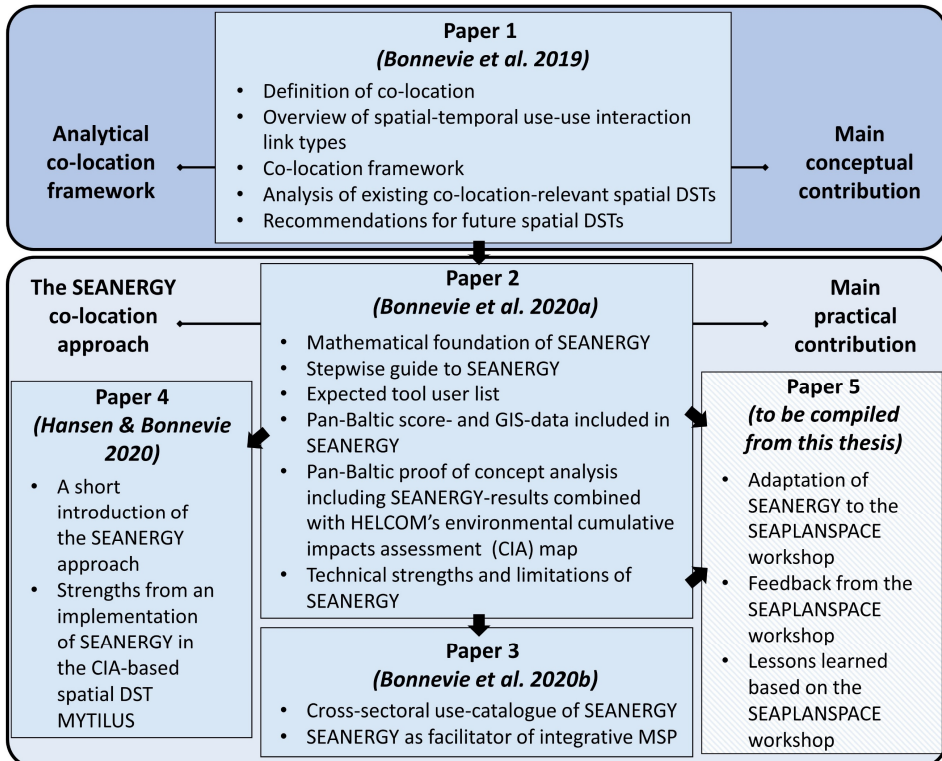 Paper 1
(Bonnevie et al. 2019)
• Definition of co-location
• Overview of spatial-temporal use-use interaction
link types
• Co-location framework
• Analysis of existing co-location-relevant spatial DSTs
• Recommendations for future spatial DSTs
Analytical
co-location
framework
Main
conceptual
contribution
The SEANERGY
co-location
approach
Paper 2
(Bonnevie et al. 2020a)
• Mathematical foundation of SEANERGY
• Stepwise guide to SEANERGY
• Expected tool user list
• Pan-Baltic score- and GIS-data included in
SEANERGY
• Pan-Baltic proof of concept analysis
including SEANERGY-results combined
with HELCOM's environmental cumulative
impacts assessment (CIA) map
• Technical strengths and limitations of
SEANERGY
Main
practical
contribution
Paper 4
(Hansen & Bonnevie
2020)
• A short
introduction of
the SEANERGY
approach
• Strengths from an
implementation
of SEANERGY in
the CIA-based
spatial DST
MYTILUS
Paper 5
(to be compiled
from this thesis)
• Adaptation of
SEANERGY to the
SEAPLANSPACE
workshop
• Feedback from the
SEAPLANSPACE
workshop
• Lessons learned
based on the
SEAPLANSPACE
workshop
Paper 3
(Bonnevie et al. 2020b)
• Cross-sectoral use-catalogue of SEANERGY
• SEANERGY as facilitator of integrative MSP